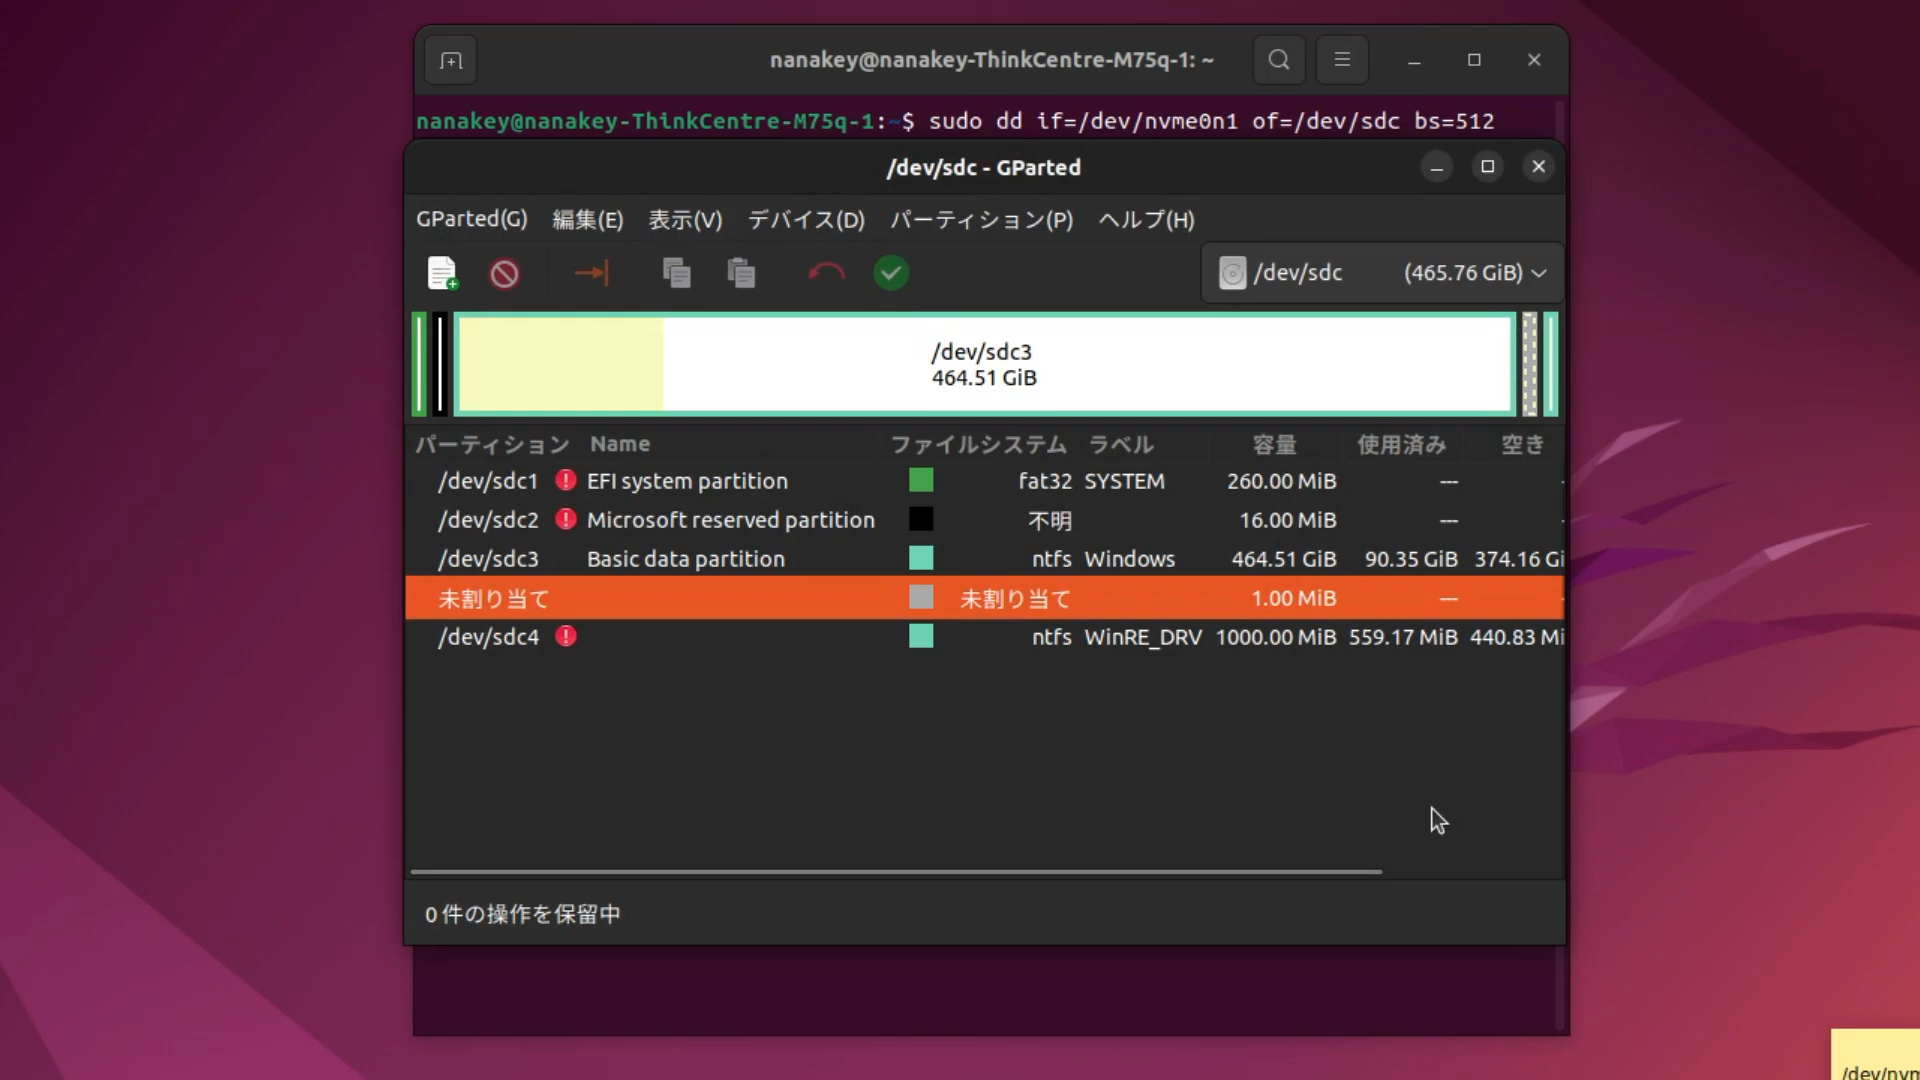 nanakey@nanakey-ThinkCentre-M75q-1: ~
nanakey@nanakey-ThinkCentre-M75q-1:~$ sudo dd if=/dev/nvme0n1 of=/dev/sdc bs=512
/dev/sdc - GParted
GParted(G) 編集(E) 表示(V) デバイス(D) パーティション(P) ヘルプ(H)
/dev/sdc (465.76 GiB)
/dev/sdc3
464.51 GiB
パーティション Name ファイルシステム ラベル 容量 使用済み 空き
/dev/sdc1 EFI system partition fat32 SYSTEM 260.00 MiB ---
/dev/sdc2 Microsoft reserved partition 不明 16.00 MiB ---
/dev/sdc3 Basic data partition ntfs Windows 464.51 GiB 90.35 GiB 374.16 Gi
未割り当て 未割り当て 1.00 MiB ---
/dev/sdc4 ntfs WinRE_DRV 1000.00 MiB 559.17 MiB 440.83 Mi
0 件の操作を保留中